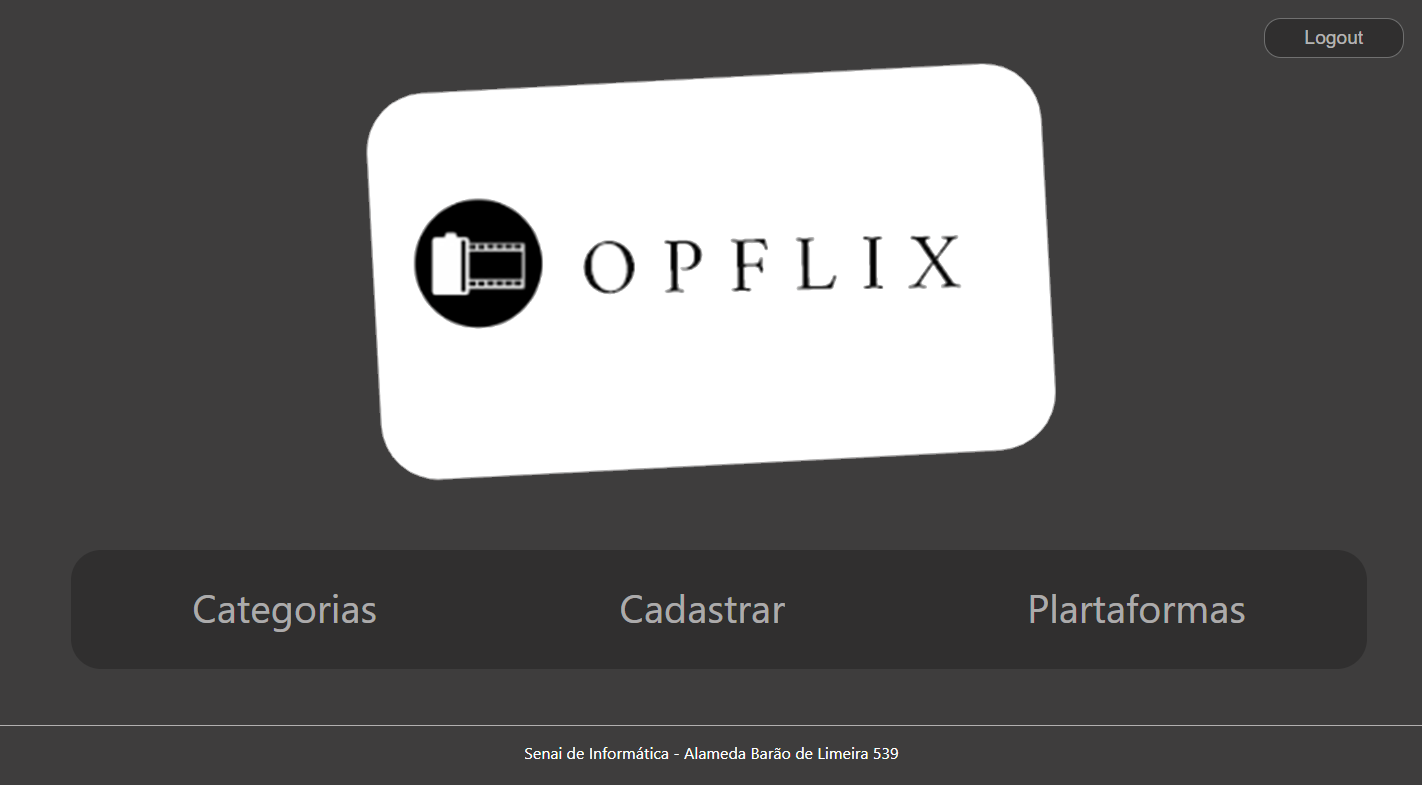 Logout
OPFLIX
Categorias Cadastrar Plartaformas
Senai de Informática - Alameda Barão de Limeira 539